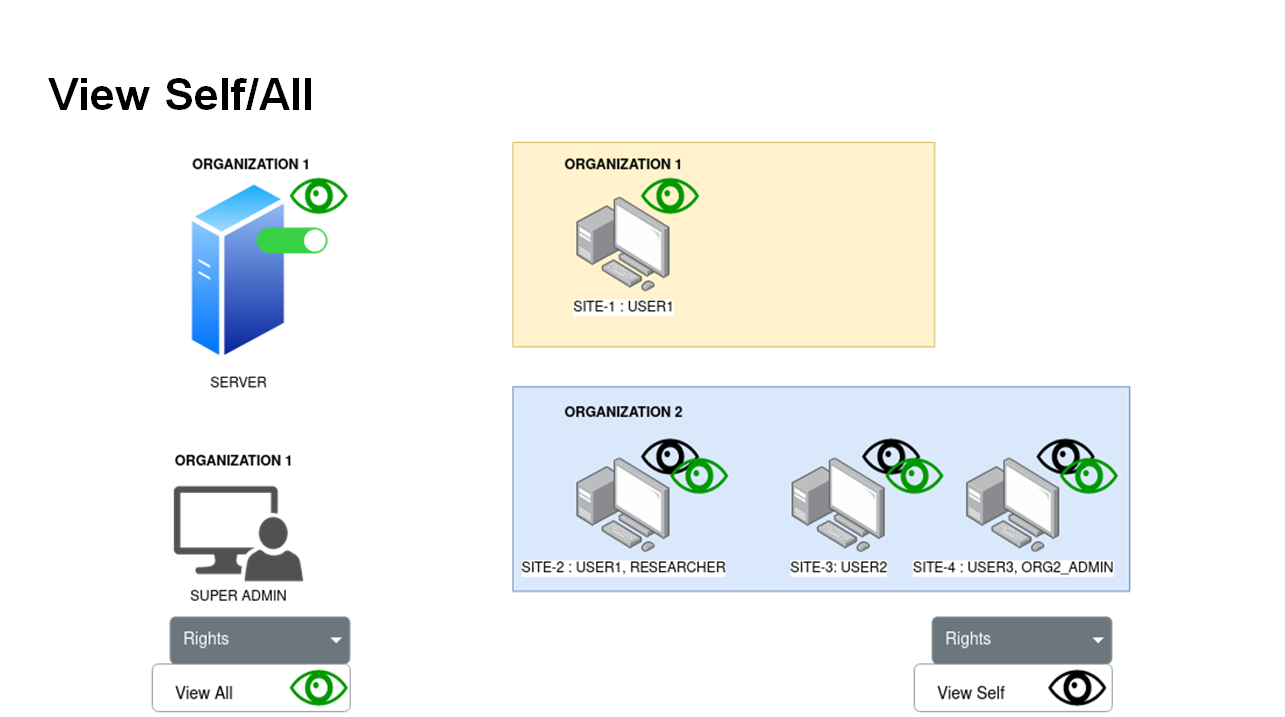 View Self/All
ORGANIZATION 1
SERVER
ORGANIZATION 1
SUPER ADMIN
Rights
View All
ORGANIZATION 1
SITE-1 : USER1
ORGANIZATION 2
SITE-2 : USER1, RESEARCHER
SITE-3: USER2
SITE-4 : USER3, ORG2_ADMIN
Rights
View Self